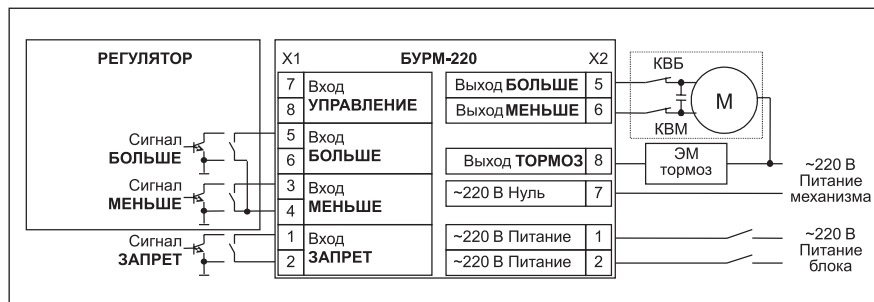 РЕГУЛЯТОР
Сигнал
БОЛЬШЕ
Сигнал
МЕНЬШЕ
Сигнал
ЗАПРЕТ
X1
БУРМ-220
X2
7
8
Вход
УПРАВЛЕНИЕ
5
6
Вход
БОЛЬШЕ
3
4
Вход
МЕНЬШЕ
1
2
Вход
ЗАПРЕТ
Выход БОЛЬШЕ 5
Выход МЕНЬШЕ 6
Выход ТОРМОЗ 8
~220 В Нуль 7
~220 В Питание 1
~220 В Питание 2
КВБ
М
КВМ
ЭМ
тормоз
~220 В
Питание
механизма
~220 В
Питание
блока